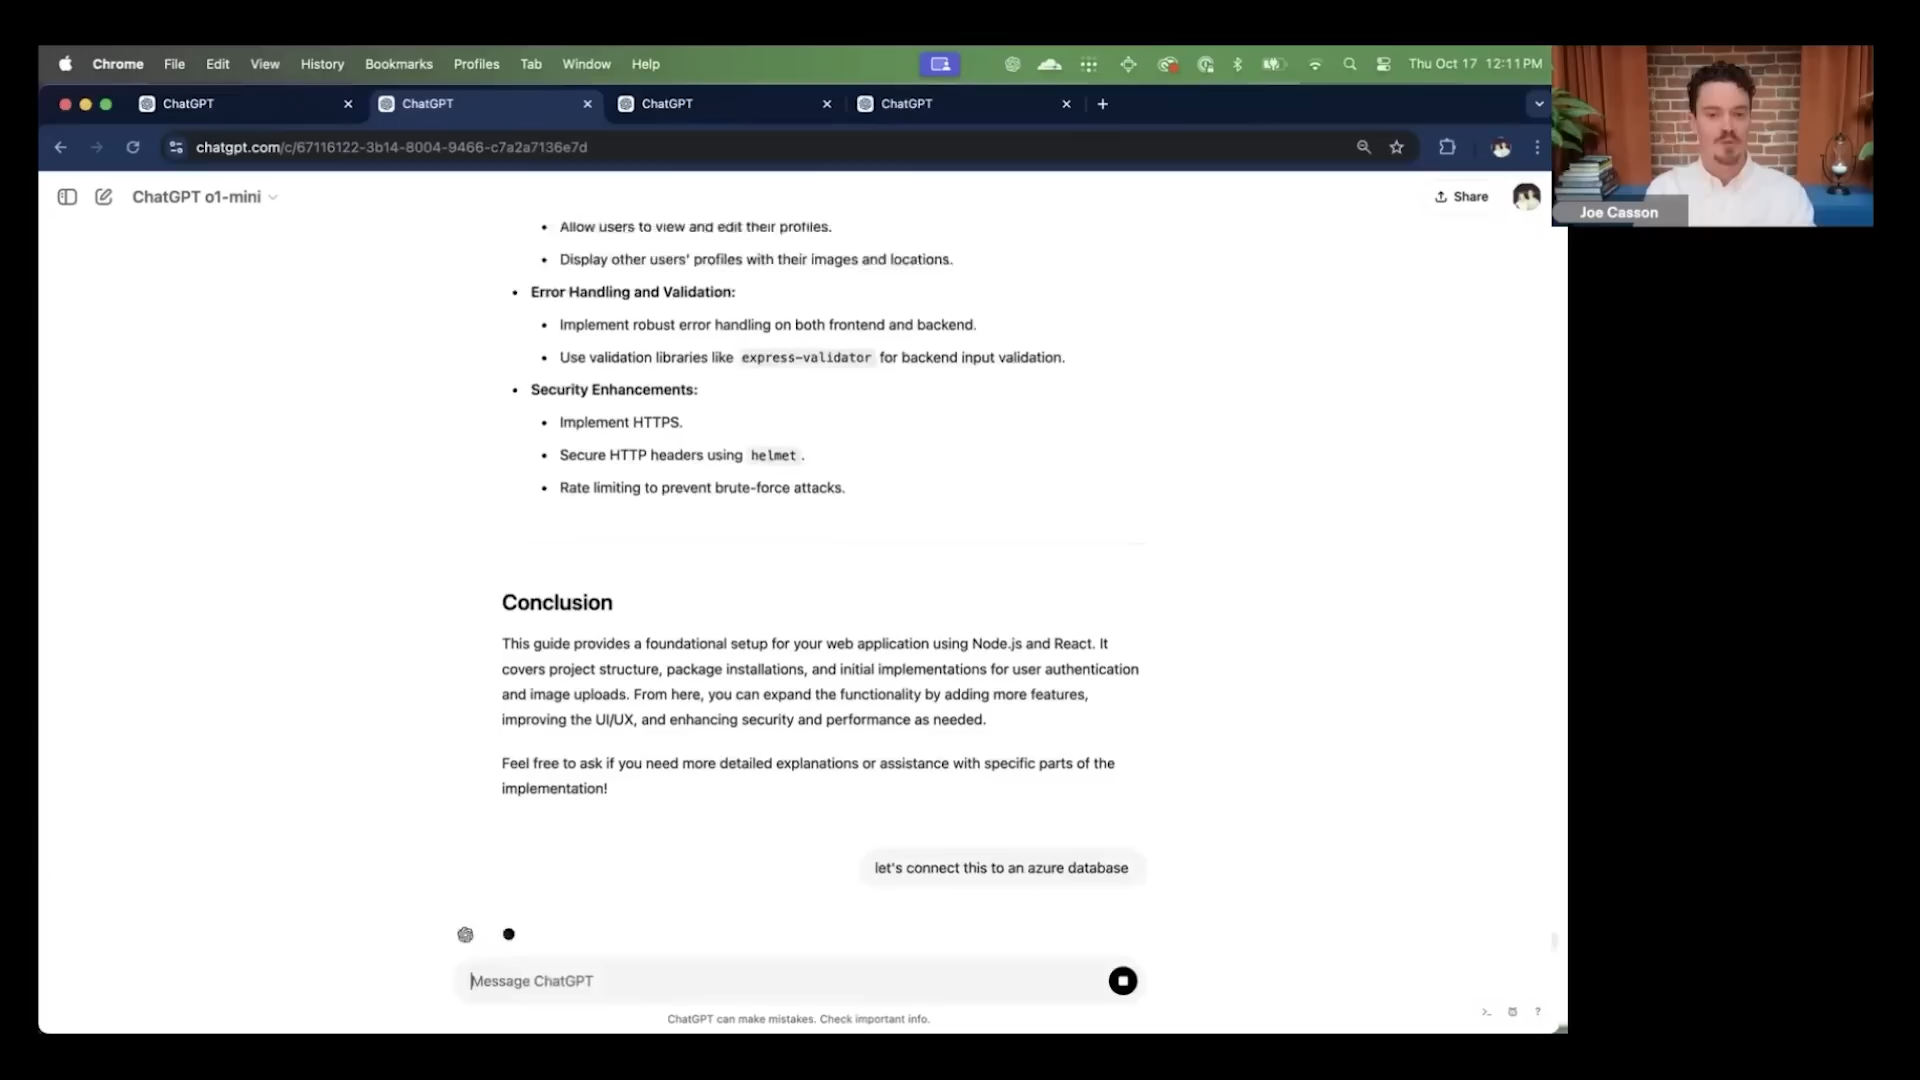 Chrome File Edit View History Bookmarks Profiles Tab Window Help Thu Oct 17 12:11 PM
ChatGPT ChatGPT ChatGPT ChatGPT
chatgpt.com/c/67116122-3b14-8004-9466-c7a2a7136e7d
ChatGPT o1-mini Share
Joe Casson
• Allow users to view and edit their profiles.
• Display other users' profiles with their images and locations.
• Error Handling and Validation:
• Implement robust error handling on both frontend and backend.
• Use validation libraries like express-validator for backend input validation.
• Security Enhancements:
• Implement HTTPS.
• Secure HTTP headers using helmet.
• Rate limiting to prevent brute-force attacks.
Conclusion
This guide provides a foundational setup for your web application using Node.js and React. It
covers project structure, package installations, and initial implementations for user authentication
and image uploads. From here, you can expand the functionality by adding more features,
improving the UI/UX, and enhancing security and performance as needed.
Feel free to ask if you need more detailed explanations or assistance with specific parts of the
implementation!
let's connect this to an azure database
Message ChatGPT
ChatGPT can make mistakes. Check important info.